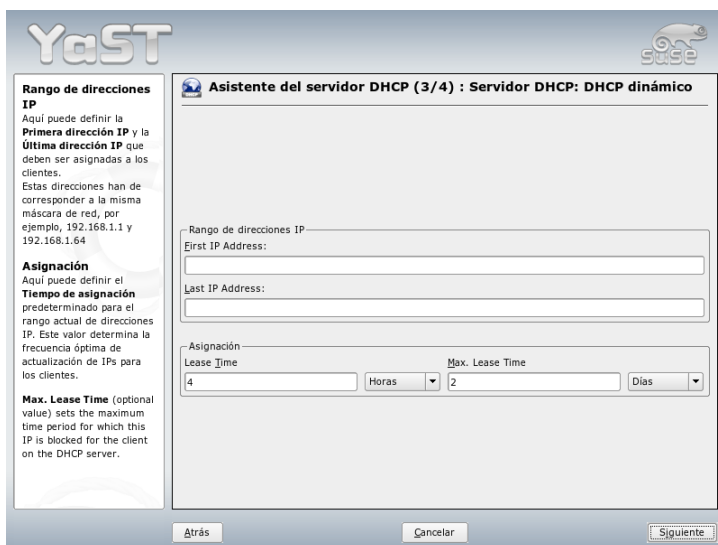 YaST
SUSE
Rango de direcciones
IP
Aquí puede definir la
Primera dirección IP y la
Última dirección IP que
deben ser asignadas a los
clientes.
Estas direcciones han de
corresponder a la misma
máscara de red, por
ejemplo, 192.168.1.1 y
192.168.1.64
Asignación
Aquí puede definir el
Tiempo de asignación
predeterminado para el
rango actual de direcciones
IP. Este valor determina la
frecuencia óptima de
actualización de IPs para
los clientes.
Max. Lease Time (optional
value) sets the maximum
time period for which this
IP is blocked for the client
on the DHCP server.
Asistente del servidor DHCP (3/4) : Servidor DHCP: DHCP dinámico
Rango de direcciones IP
First IP Address:
Last IP Address:
Asignación
Lease Time
Max. Lease Time
4
Horas
2
Días
Atrás
Cancelar
Siguiente